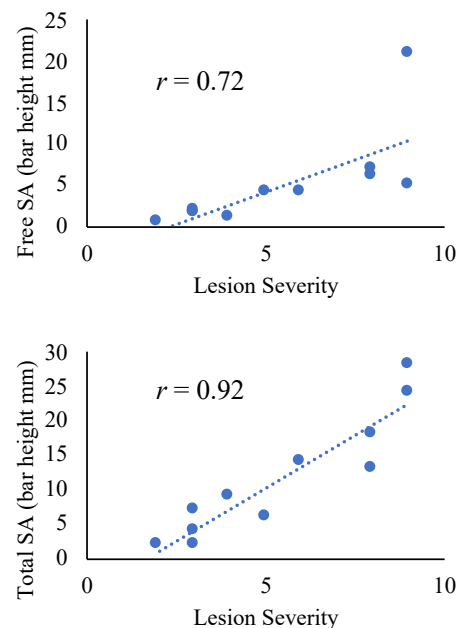 25
20
15
10
5
0
Free SA (bar height mm)
r = 0.72
0 5 10
Lesion Severity
30
25
20
15
10
5
0
Total SA (bar height mm)
r = 0.92
0 5 10
Lesion Severity